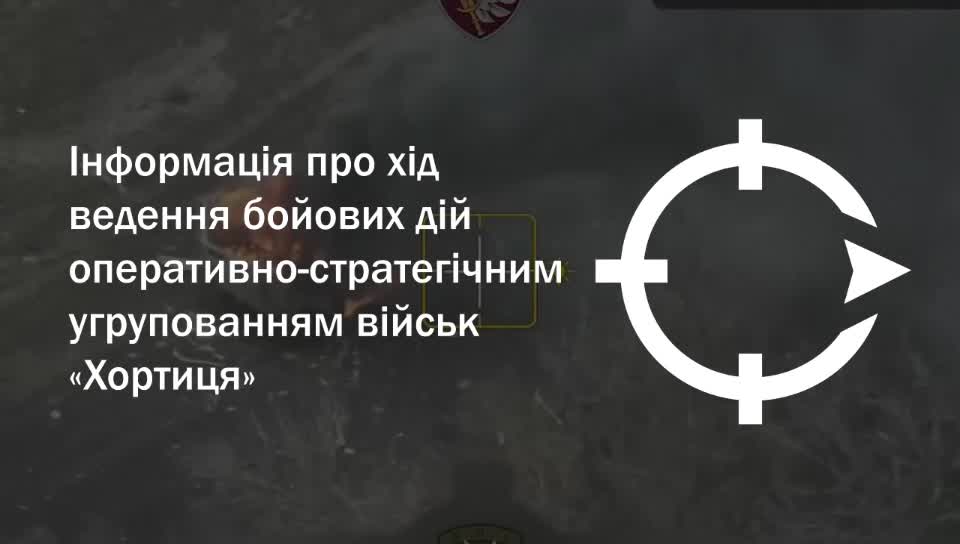 Інформація про хід
ведення бойових дій
оперативно-стратегічним
угрупованням військ
«Хортиця»